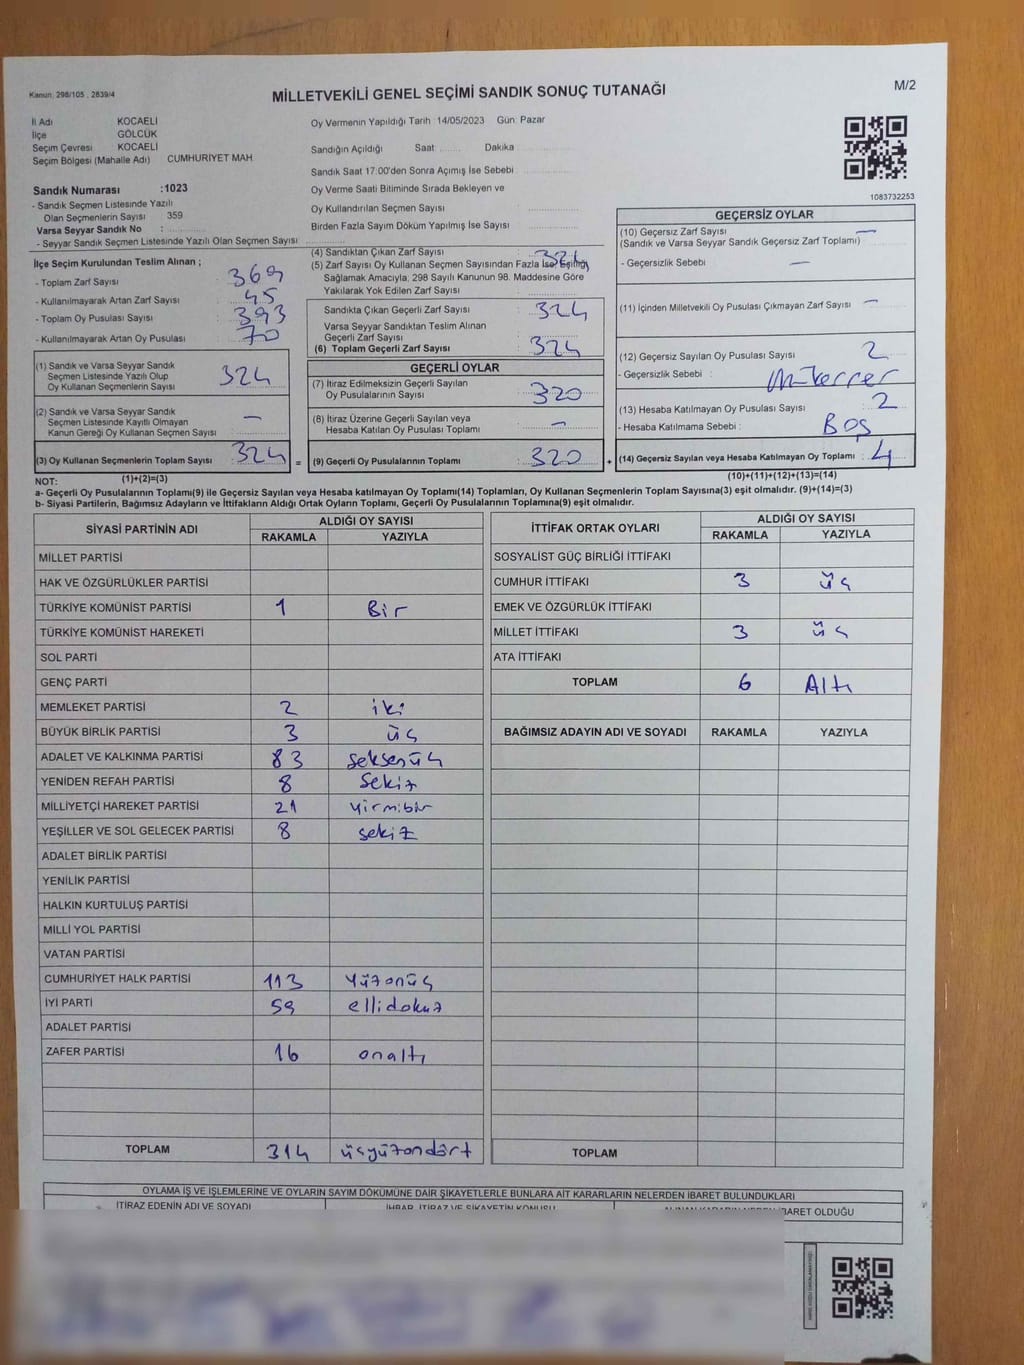 Kanun: 298/105 , 2839/4
MİLLETVEKİLİ GENEL SEÇİMİ SANDIK SONUÇ TUTANAĞI
M/2
İl Adı KOCAELİ
İlçe GÖLCÜK
Seçim Çevresi KOCAELİ
Seçim Bölgesi (Mahalle Adı) CUMHURİYET MAH
Sandık Numarası :1023
- Sandık Seçmen Listesinde Yazılı
Olan Seçmenlerin Sayısı 359
Varsa Seyyar Sandık No :
- Seyyar Sandık Seçmen Listesinde Yazılı Olan Seçmen Sayısı
Oy Vermenin Yapıldığı Tarih 14/05/2023 Gün: Pazar
Sandığın Açıldığı Saat ....... Dakika
Sandık Saat 17:00'den Sonra Açımış İse Sebebi
Oy Verme Saati Bitiminde Sırada Bekleyen ve
Oy Kullandırılan Seçmen Sayısı
Birden Fazla Sayım Döküm Yapılmış İse Sayısı
1083732253
İlçe Seçim Kurulundan Teslim Alınan ;
- Toplam Zarf Sayısı : 369
- Kullanılmayarak Artan Zarf Sayısı : 45
- Toplam Oy Pusulası Sayısı : 393
- Kullanılmayarak Artan Oy Pusulası : 70
(1) Sandık ve Varsa Seyyar Sandık
Seçmen Listesinde Yazılı Olup
Oy Kullanan Seçmenlerin Sayısı 324
(2) Sandık ve Varsa Seyyar Sandık
Seçmen Listesinde Kayıtlı Olmayan
Kanun Gereği Oy Kullanan Seçmen Sayısı : —
(3) Oy Kullanan Seçmenlerin Toplam Sayısı : 324 =
(4) Sandıktan Çıkan Zarf Sayısı : 324
(5) Zarf Sayısı Oy Kullanan Seçmen Sayısından Fazla İse, Eşitliği
Sağlamak Amacıyla; 298 Sayılı Kanunun 98. Maddesine Göre
Yakılarak Yok Edilen Zarf Sayısı
Sandıkta Çıkan Geçerli Zarf Sayısı : 324
Varsa Seyyar Sandıktan Teslim Alınan
Geçerli Zarf Sayısı :
(6) Toplam Geçerli Zarf Sayısı : 324
GEÇERLİ OYLAR
(7) İtiraz Edilmeksizin Geçerli Sayılan
Oy Pusulalarının Sayısı : 320
(8) İtiraz Üzerine Geçerli Sayılan veya
Hesaba Katılan Oy Pusulası Toplamı : —
(9) Geçerli Oy Pusulalarının Toplamı : 320 +
GEÇERSİZ OYLAR
(10) Geçersiz Zarf Sayısı : —
(Sandık ve Varsa Seyyar Sandık Geçersiz Zarf Toplamı)
- Geçersizlik Sebebi : —
(11) İçinden Milletvekili Oy Pusulası Çıkmayan Zarf Sayısı : —
(12) Geçersiz Sayılan Oy Pusulası Sayısı : 2
- Geçersizlik Sebebi : Mükerrer
(13) Hesaba Katılmayan Oy Pusulası Sayısı : 2
- Hesaba Katılmama Sebebi : BOŞ
(14) Geçersiz Sayılan veya Hesaba Katılmayan Oy Toplamı : 4
NOT: (1)+(2)=(3)
(10)+(11)+(12)+(13)=(14)
a- Geçerli Oy Pusulalarının Toplamı(9) ile Geçersiz Sayılan veya Hesaba katılmayan Oy Toplamı(14) Toplamları, Oy Kullanan Seçmenlerin Toplam Sayısına(3) eşit olmalıdır. (9)+(14)=(3)
b- Siyasi Partilerin, Bağımsız Adayların ve İttifakların Aldığı Ortak Oyların Toplamı, Geçerli Oy Pusulalarının Toplamına(9) eşit olmalıdır.
SİYASİ PARTİNİN ADI ALDIĞI OY SAYISI
RAKAMLA YAZIYLA
MİLLET PARTİSİ
HAK VE ÖZGÜRLÜKLER PARTİSİ
TÜRKİYE KOMÜNİST PARTİSİ 1 Bir
TÜRKİYE KOMÜNİST HAREKETİ
SOL PARTİ
GENÇ PARTİ
MEMLEKET PARTİSİ 2 iki
BÜYÜK BİRLİK PARTİSİ 3 üç
ADALET VE KALKINMA PARTİSİ 83 seksenüç
YENİDEN REFAH PARTİSİ 8 sekiz
MİLLİYETÇİ HAREKET PARTİSİ 21 yirmibir
YEŞİLLER VE SOL GELECEK PARTİSİ 8 sekiz
ADALET BİRLİK PARTİSİ
YENİLİK PARTİSİ
HALKIN KURTULUŞ PARTİSİ
MİLLİ YOL PARTİSİ
VATAN PARTİSİ
CUMHURİYET HALK PARTİSİ 113 yüzonüç
İYİ PARTİ 59 ellidokuz
ADALET PARTİSİ
ZAFER PARTİSİ 16 onaltı
TOPLAM 314 üçyüzondört
İTTİFAK ORTAK OYLARI ALDIĞI OY SAYISI
RAKAMLA YAZIYLA
SOSYALİST GÜÇ BİRLİĞİ İTTİFAKI
CUMHUR İTTİFAKI 3 üç
EMEK VE ÖZGÜRLÜK İTTİFAKI
MİLLET İTTİFAKI 3 üç
ATA İTTİFAKI
TOPLAM 6 Altı
BAĞIMSIZ ADAYIN ADI VE SOYADI RAKAMLA YAZIYLA
TOPLAM
OYLAMA İŞ VE İŞLEMLERİNE VE OYLARIN SAYIM DÖKÜMÜNE DAİR ŞİKAYETLERLE BUNLARA AİT KARARLARIN NELERDEN İBARET BULUNDUKLARI
İTİRAZ EDENİN ADI VE SOYADI İHBAR, İTİRAZ VE ŞİKAYETİN KONUSU İBARET OLDUĞU